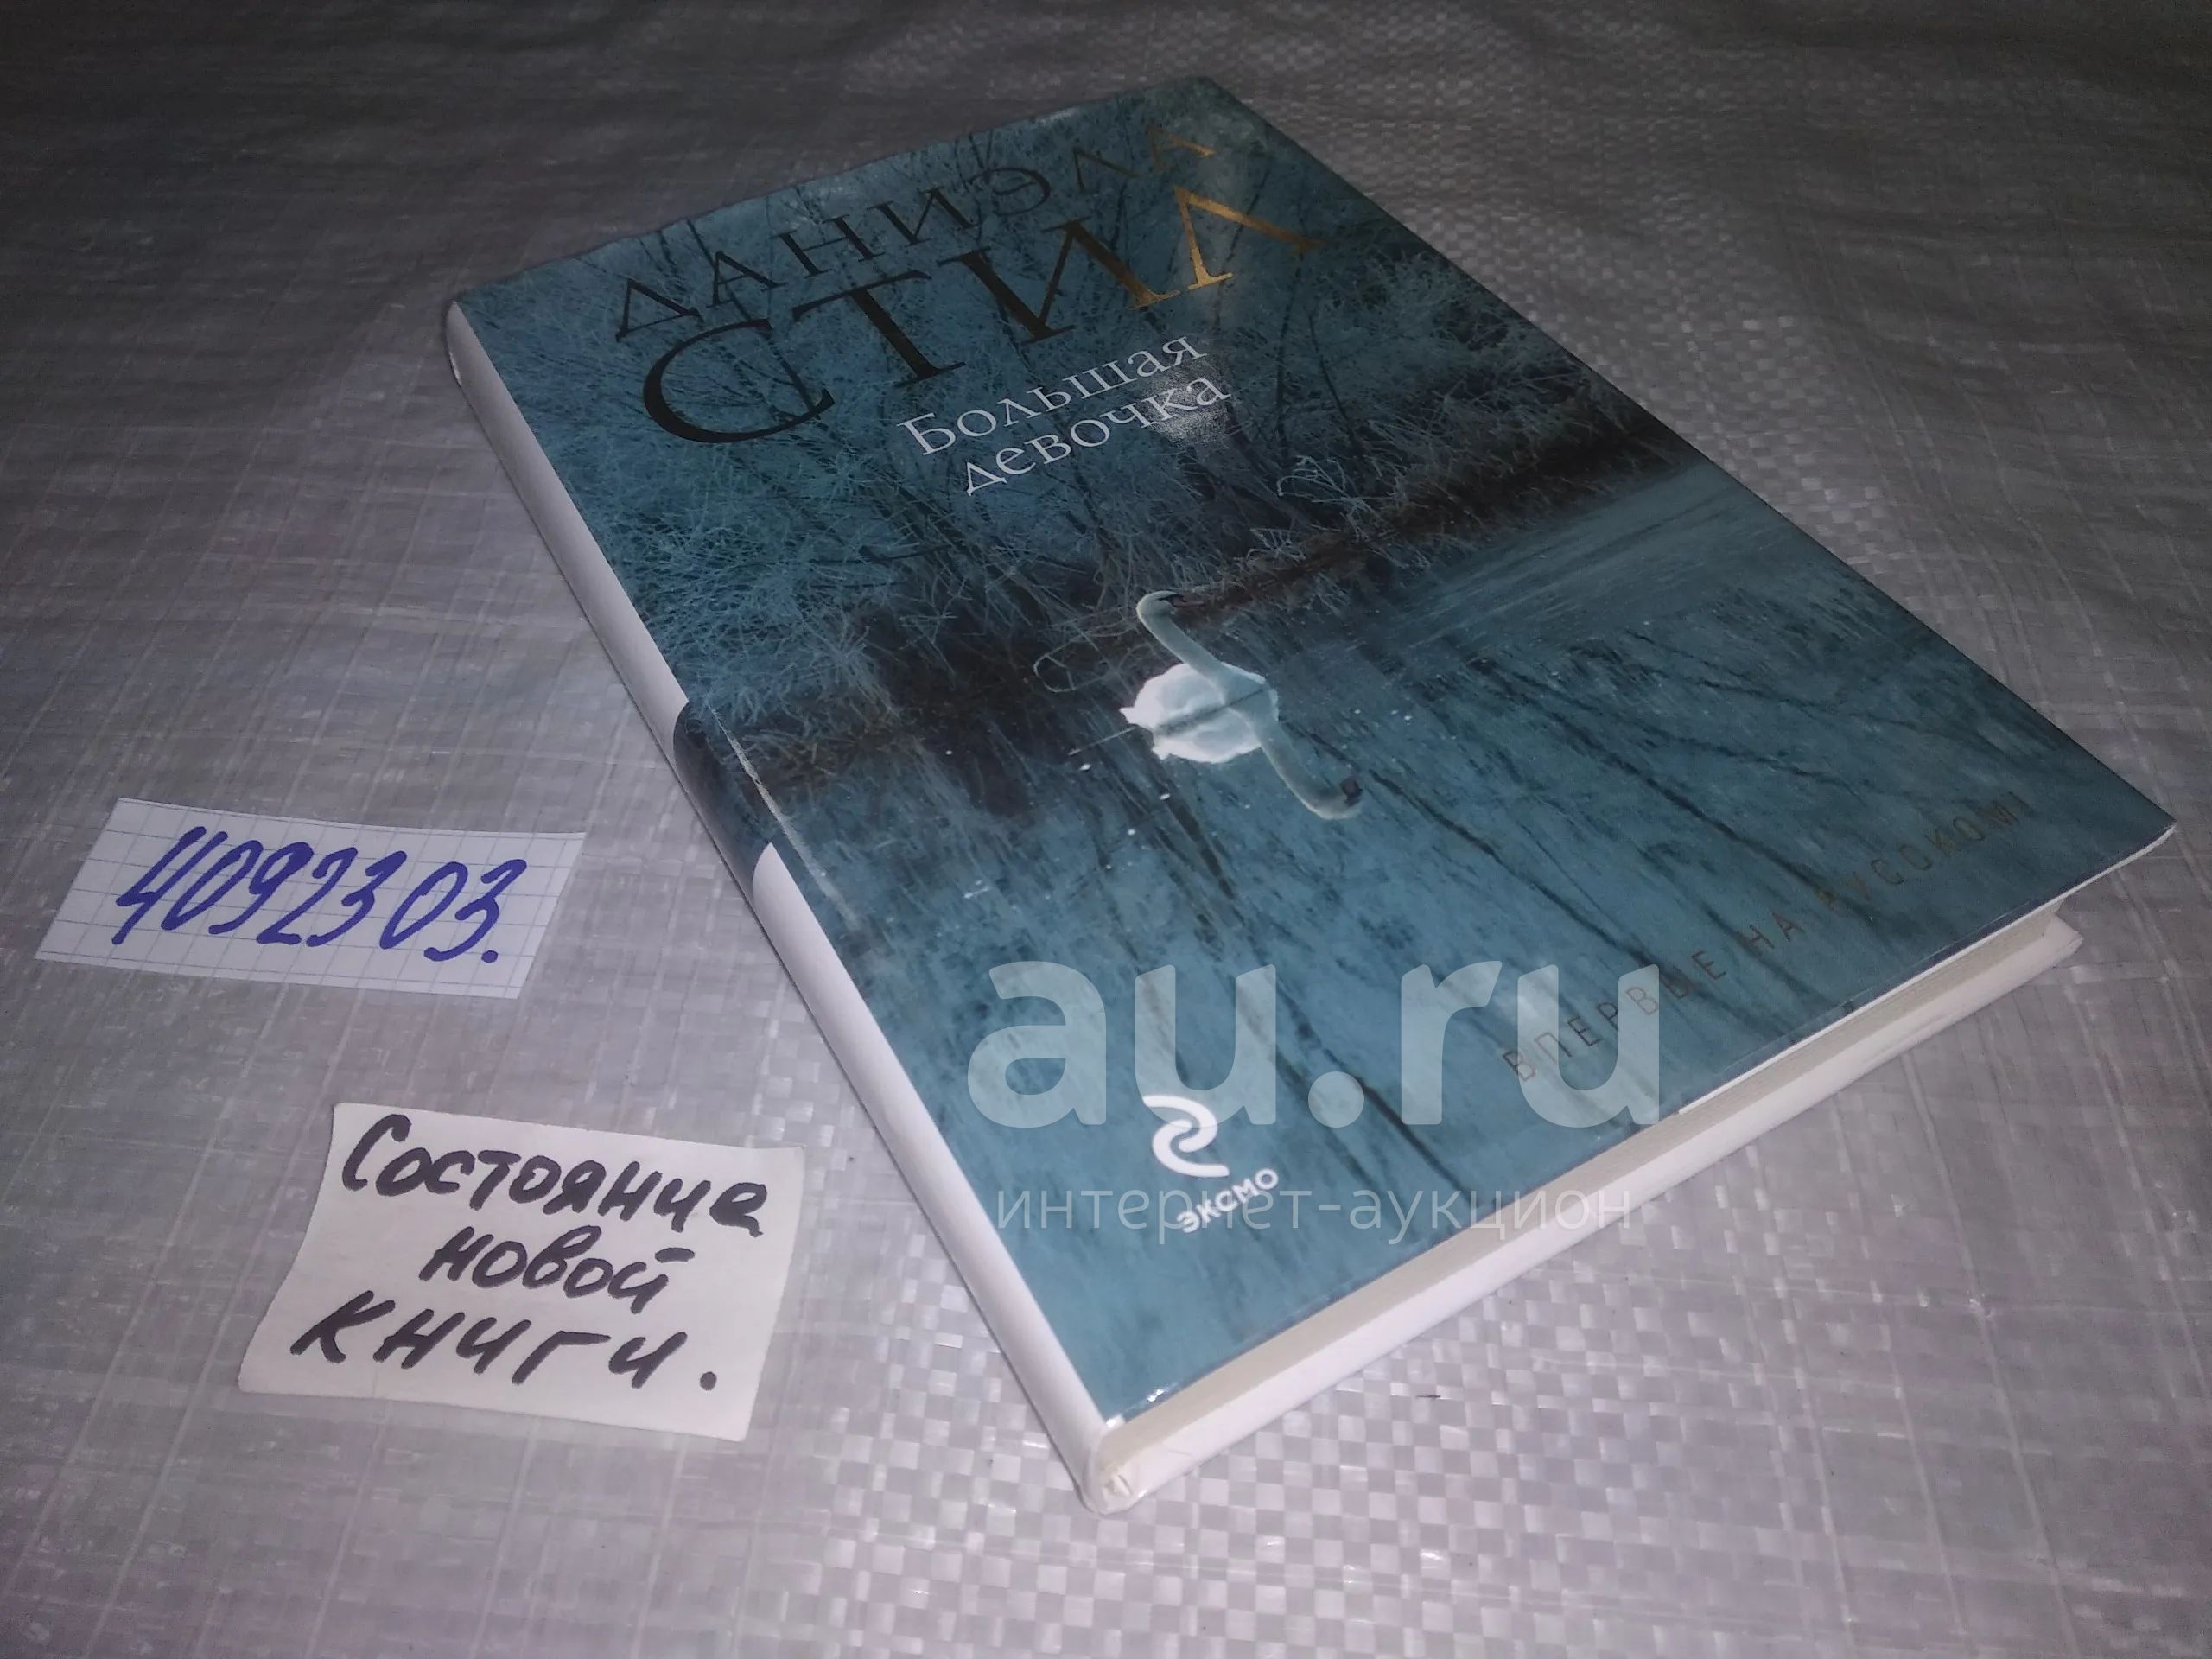 ДАНИЭЛА
СТИЛ
Большая
девочка
ВПЕРВЫЕ НА РУССКОМ!
эксмо
4092303.
Состояние
новой
книги.
au.ru
интернет-аукцион